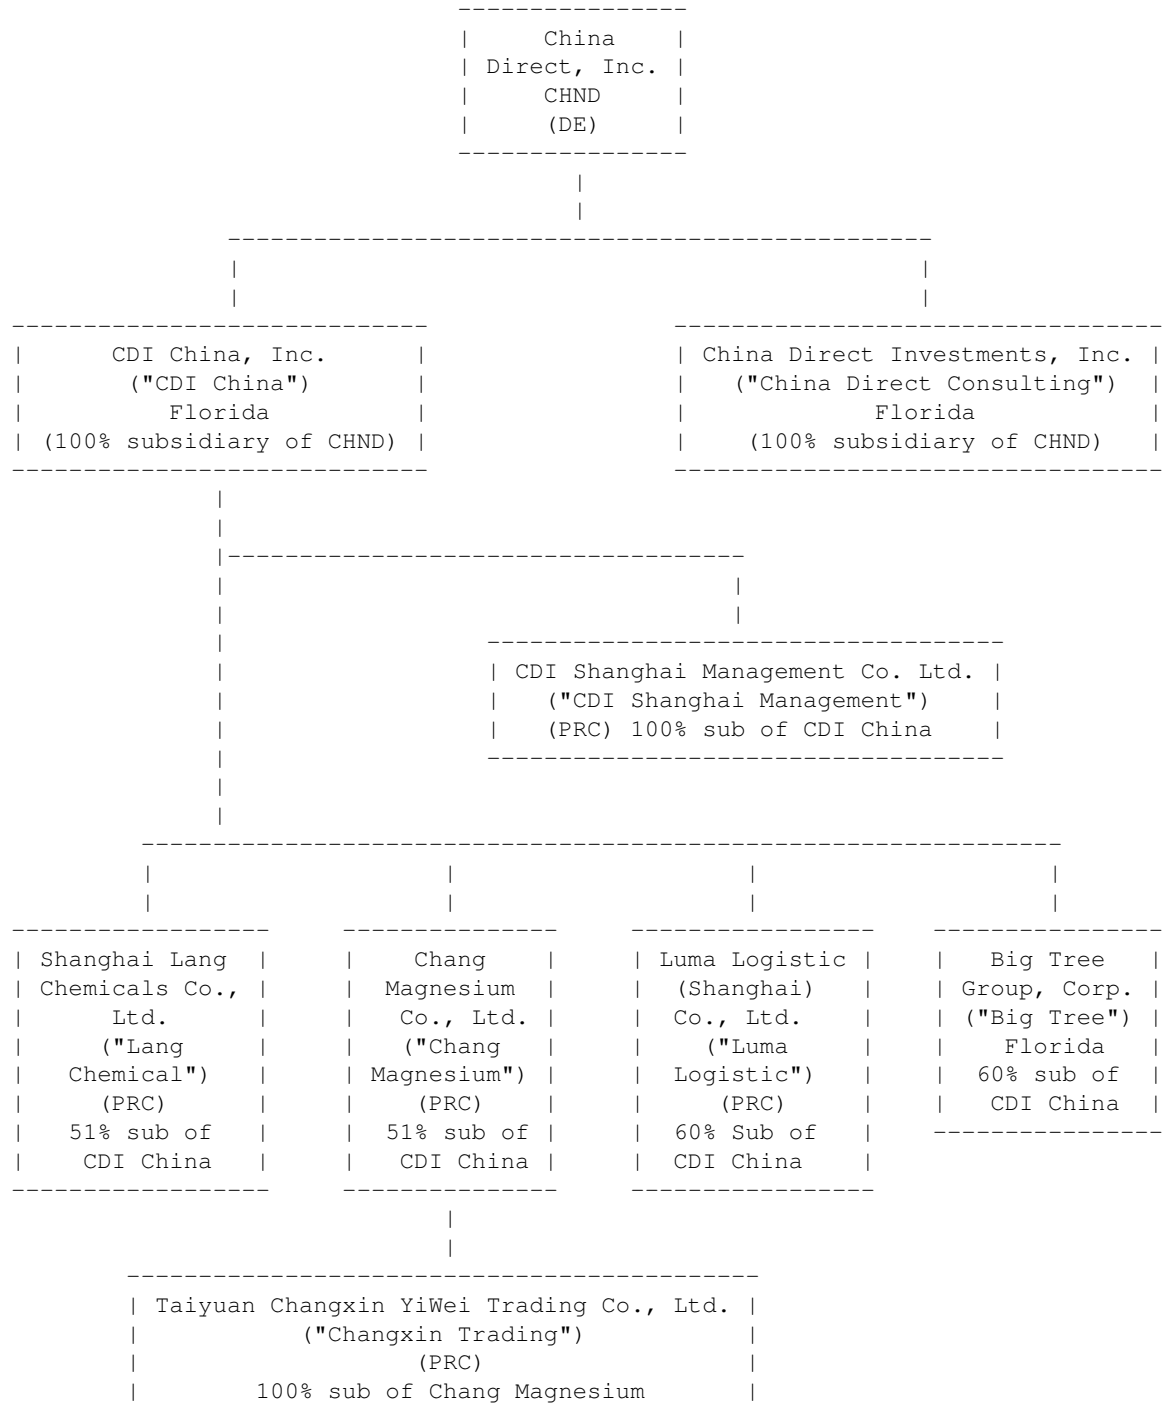 China
Direct, Inc.
CHND
(DE)
CDI China, Inc.
("CDI China")
Florida
(100% subsidiary of CHND)
China Direct Investments, Inc.
("China Direct Consulting")
Florida
(100% subsidiary of CHND)
CDI Shanghai Management Co. Ltd.
("CDI Shanghai Management")
(PRC) 100% sub of CDI China
Shanghai Lang
Chemicals Co.,
Ltd.
("Lang
Chemical")
(PRC)
51% sub of
CDI China
Chang
Magnesium
Co., Ltd.
("Chang
Magnesium")
(PRC)
51% sub of
CDI China
Luma Logistic
(Shanghai)
Co., Ltd.
("Luma
Logistic")
(PRC)
60% Sub of
CDI China
Big Tree
Group, Corp.
("Big Tree")
Florida
60% sub of
CDI China
Taiyuan Changxin YiWei Trading Co., Ltd.
("Changxin Trading")
(PRC)
100% sub of Chang Magnesium